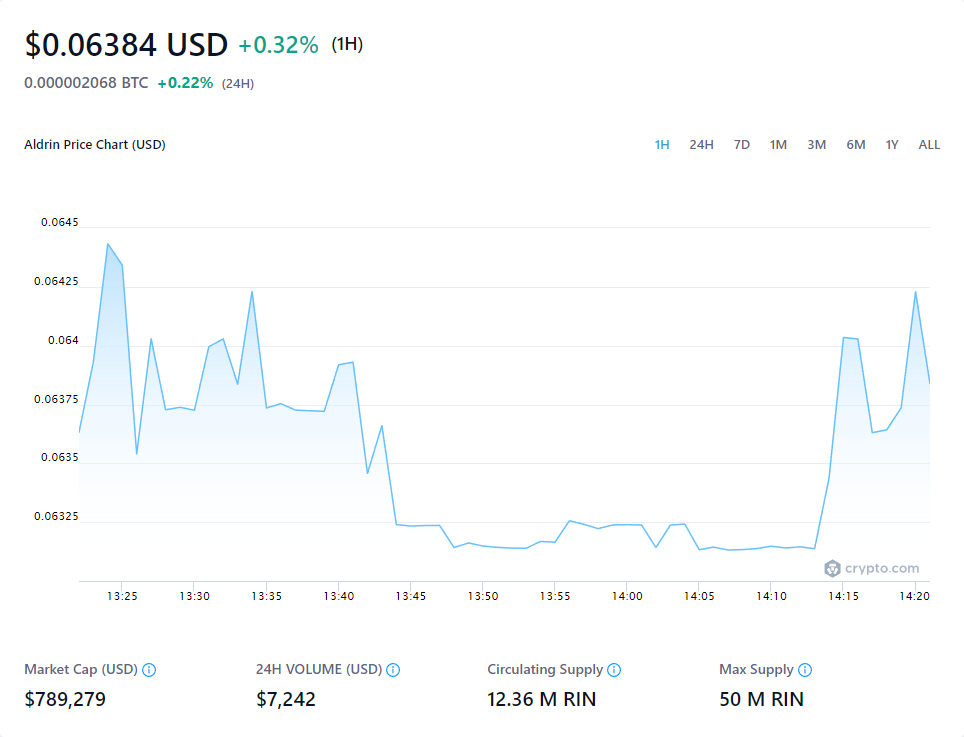 $0.06384 USD +0.32% (1H)
0.000002068 BTC +0.22% (24H)
Aldrin Price Chart (USD)
1H 24H 7D 1M 3M 6M 1Y ALL
0.0645
0.06425
0.064
0.06375
0.0635
0.06325
crypto.com
13:25 13:30 13:35 13:40 13:45 13:50 13:55 14:00 14:05 14:10 14:15 14:20
Market Cap (USD) 24H VOLUME (USD) Circulating Supply Max Supply
$789,279 $7,242 12.36 M RIN 50 M RIN